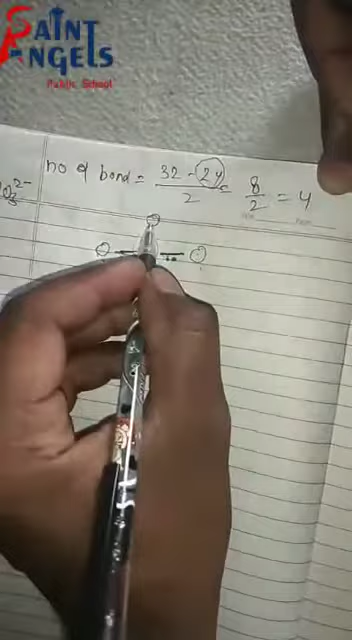 SAINT
ANGELS
Public School
no of bond = 32 - 24 / 2 = 8 / 2 = 4
O O O